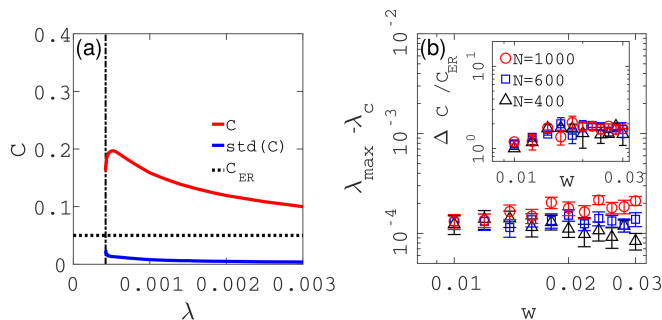 (a)
0.4
0.3
0.2
0.1
0
C
C
std(C)
C_ER
0
0.001
0.002
0.003
λ
(b)
10^-2
10^-3
10^-4
λ_max -λ_c
0.01
0.02
0.03
w
Δ C /C_ER
10^1
10^0
N=1000
N=600
N=400
0.01
0.03
w